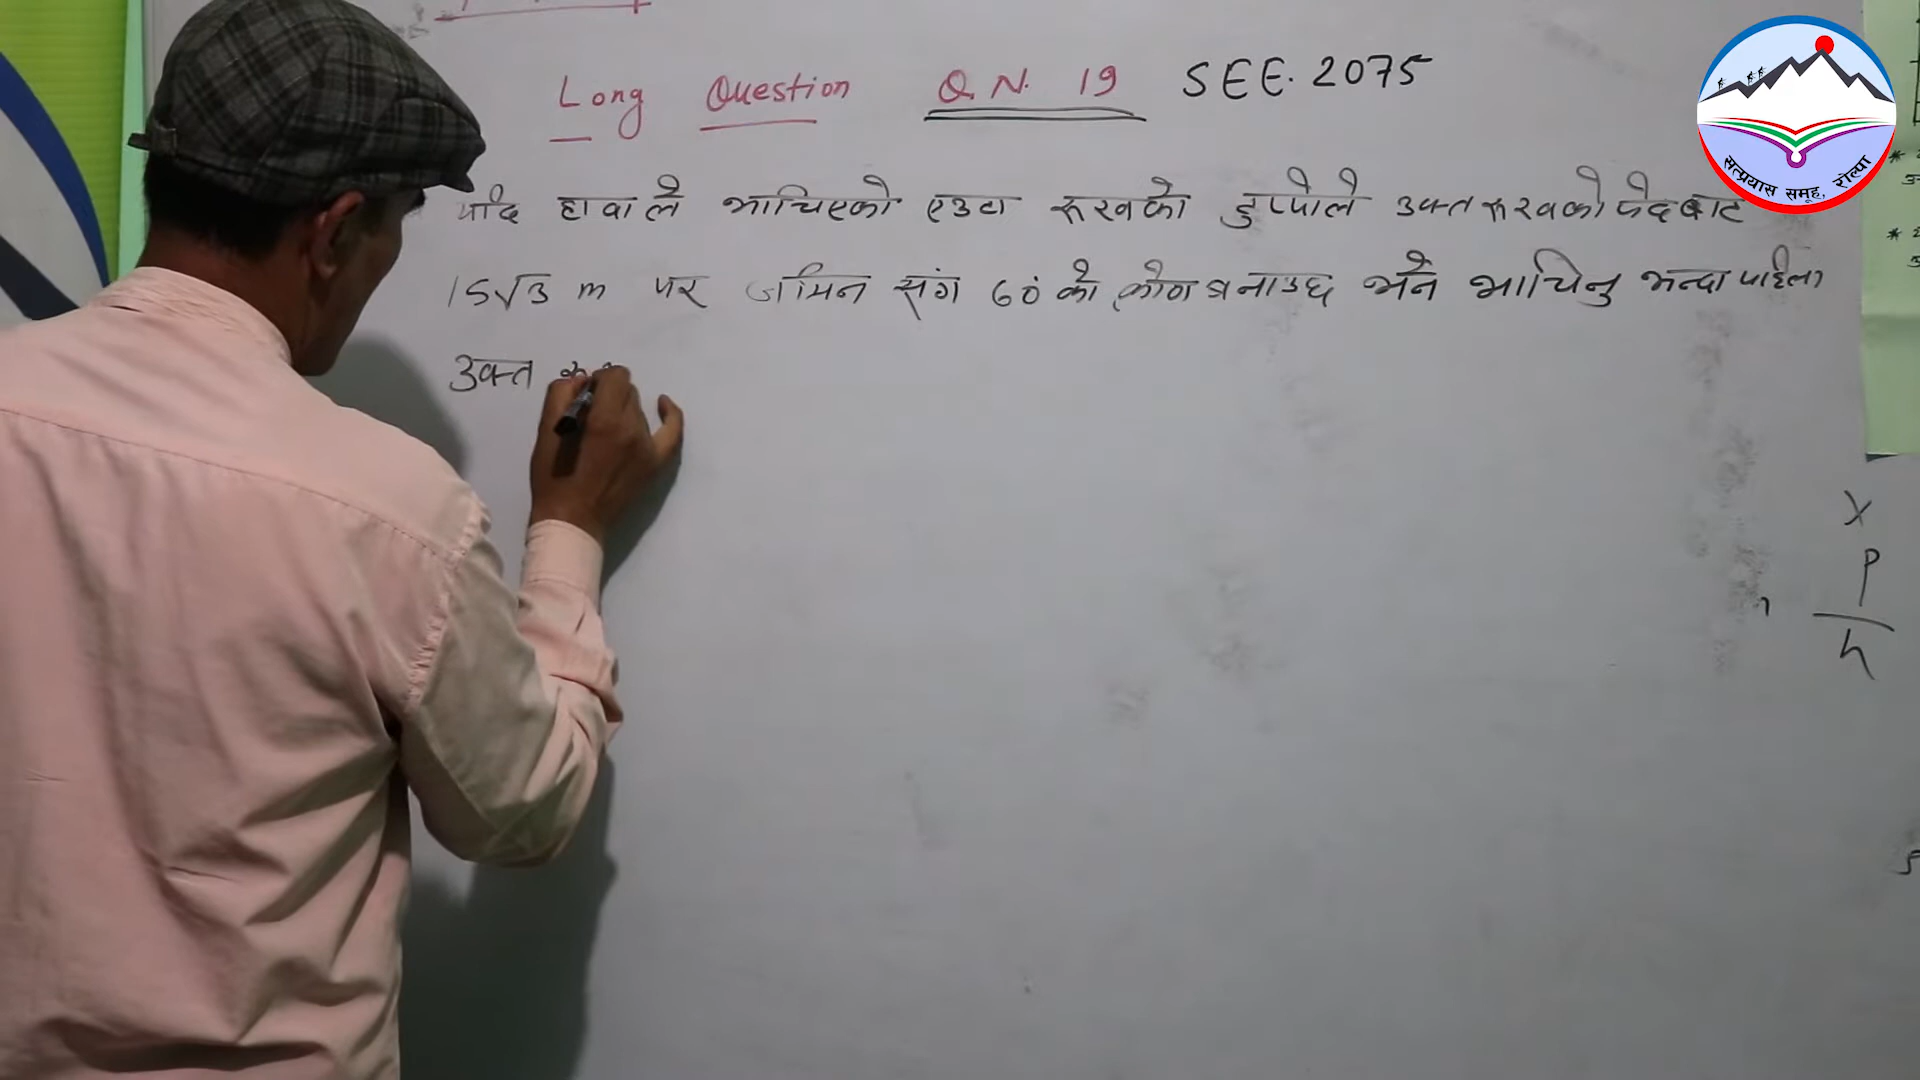 Long Question Q.N. 19 SEE. 2075
यदि हावाले भाचिएको एउटा रूखको टुप्पोले उक्त रूखको फेदबाट
15√3 m पर जमिन संग 60° को कोण बनाउछ भने भाचिनु भन्दा पहिला
उक्त
सत्प्रयास समूह, रोल्पा
x
p
h